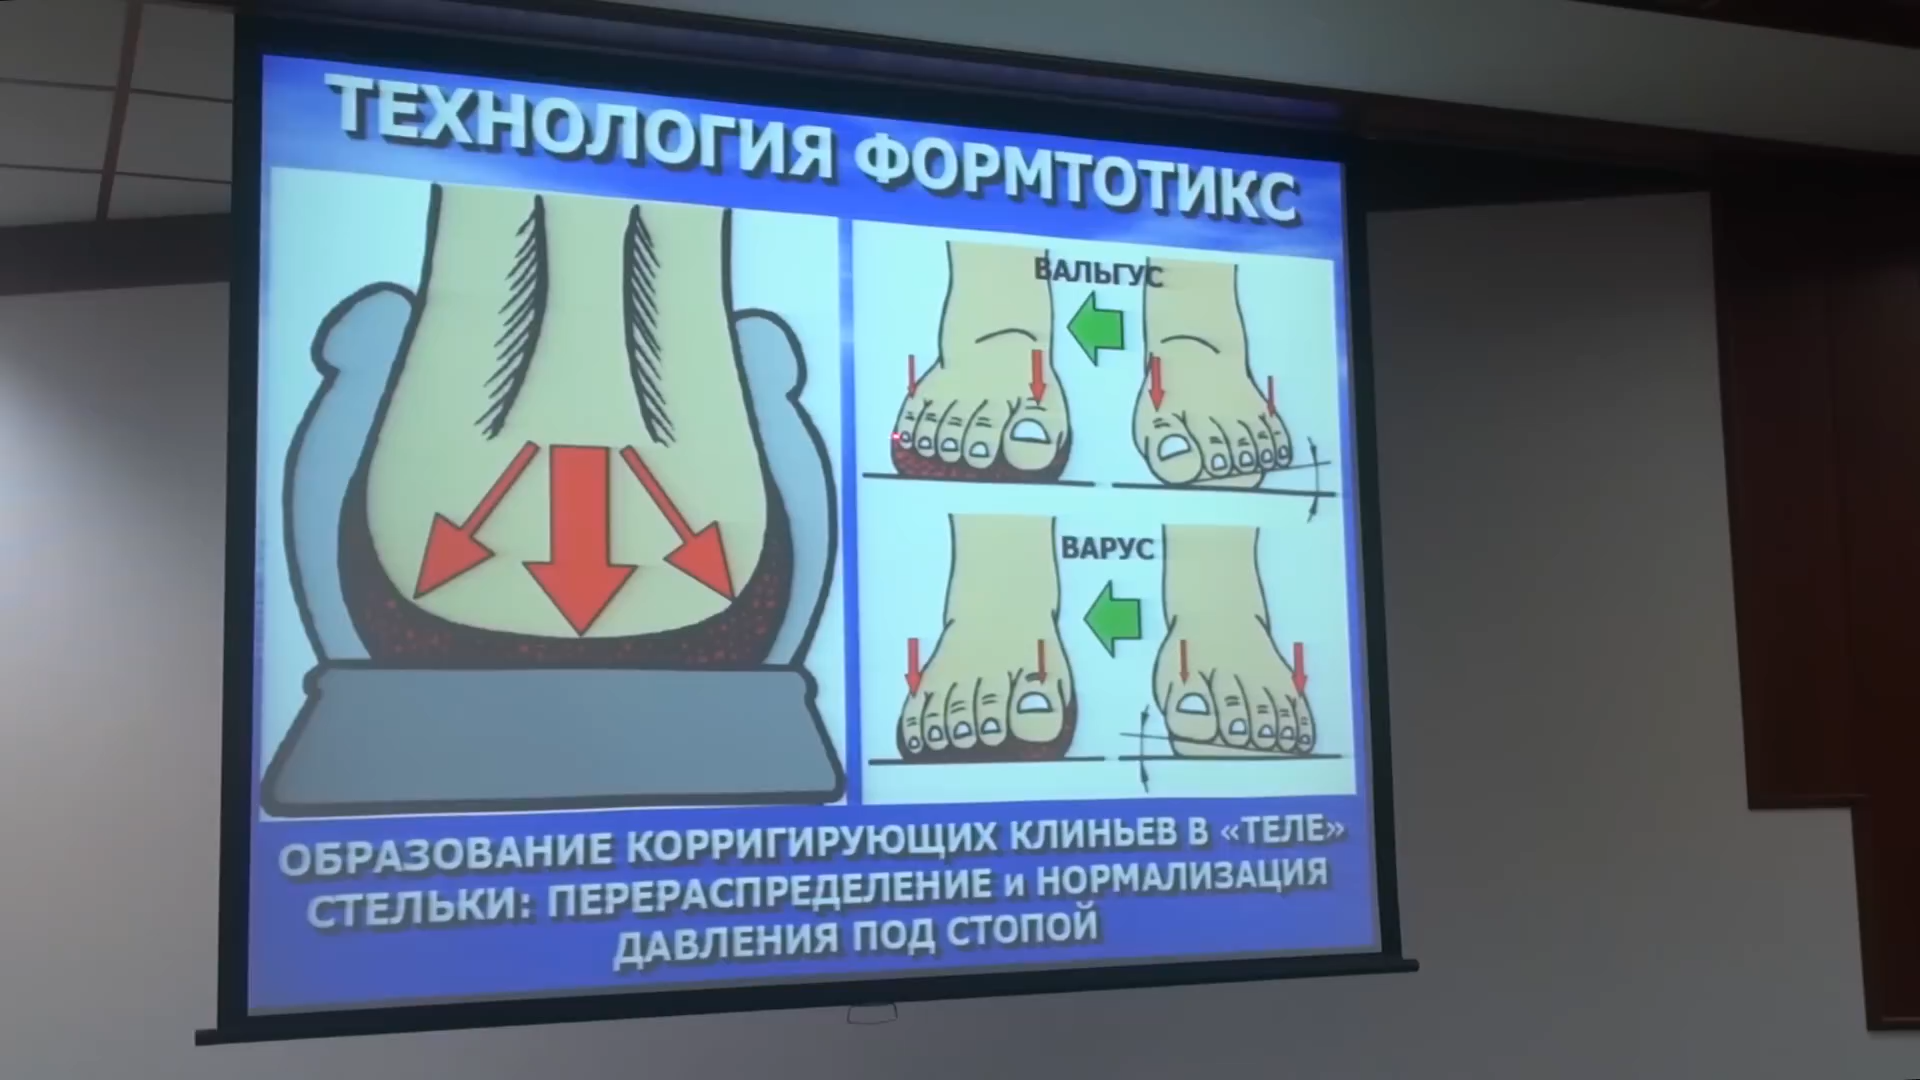 ТЕХНОЛОГИЯ ФОРМТОТИКС
ВАЛЬГУС
ВАРУС
ОБРАЗОВАНИЕ КОРРИГИРУЮЩИХ КЛИНЬЕВ В «ТЕЛЕ»
СТЕЛЬКИ: ПЕРЕРАСПРЕДЕЛЕНИЕ и НОРМАЛИЗАЦИЯ
ДАВЛЕНИЯ ПОД СТОПОЙ